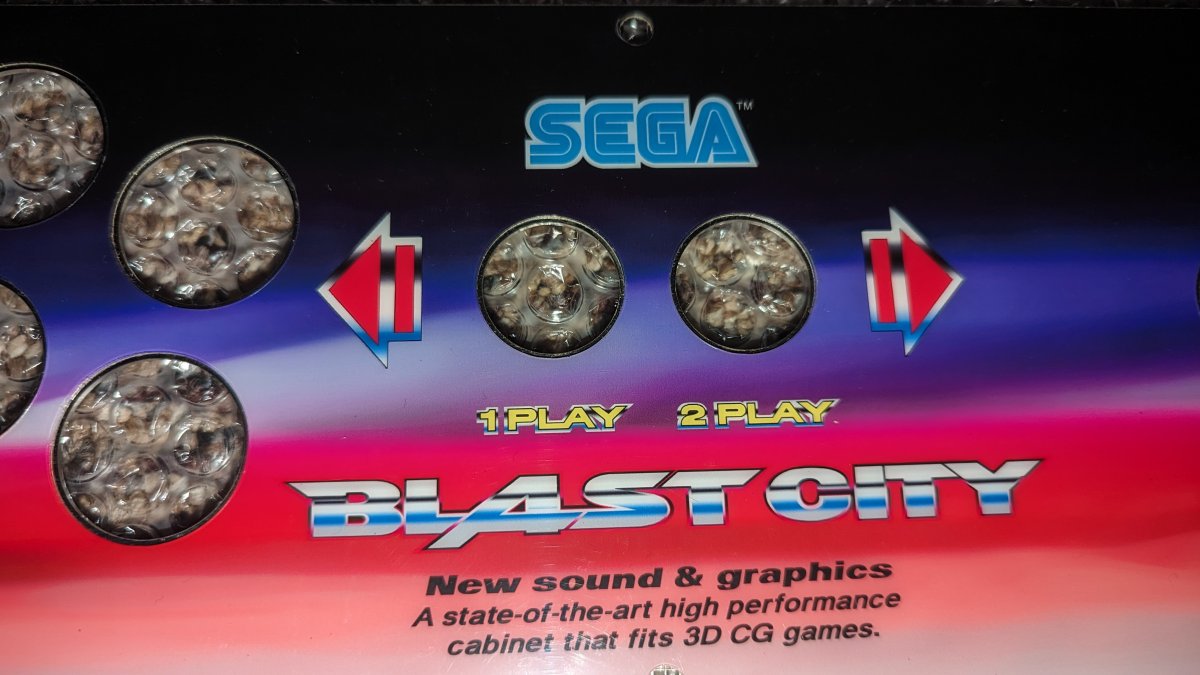 SEGA™
1 PLAY 2 PLAY
BLAST CITY
New sound & graphics
A state-of-the-art high performance
cabinet that fits 3D CG games.